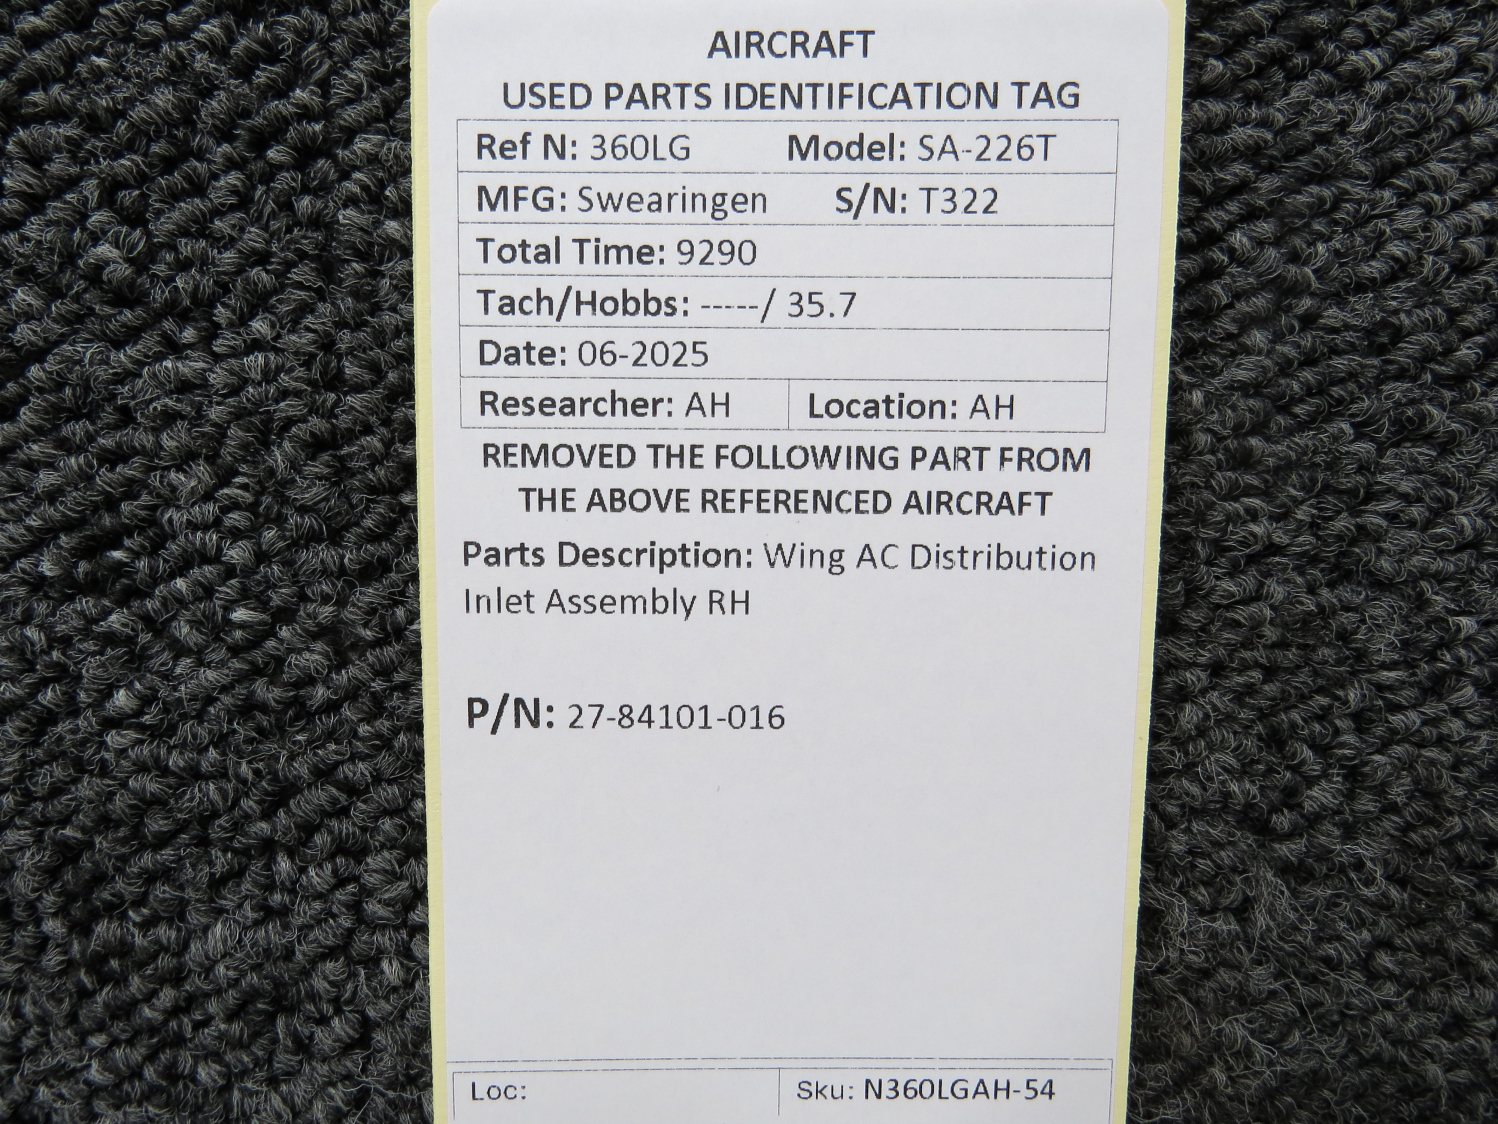 AIRCRAFT
USED PARTS IDENTIFICATION TAG
Ref N: 360LG Model: SA-226T
MFG: Swearingen S/N: T322
Total Time: 9290
Tach/Hobbs: -----/ 35.7
Date: 06-2025
Researcher: AH Location: AH
REMOVED THE FOLLOWING PART FROM
THE ABOVE REFERENCED AIRCRAFT
Parts Description: Wing AC Distribution
Inlet Assembly RH
P/N: 27-84101-016
Loc: Sku: N360LGAH-54